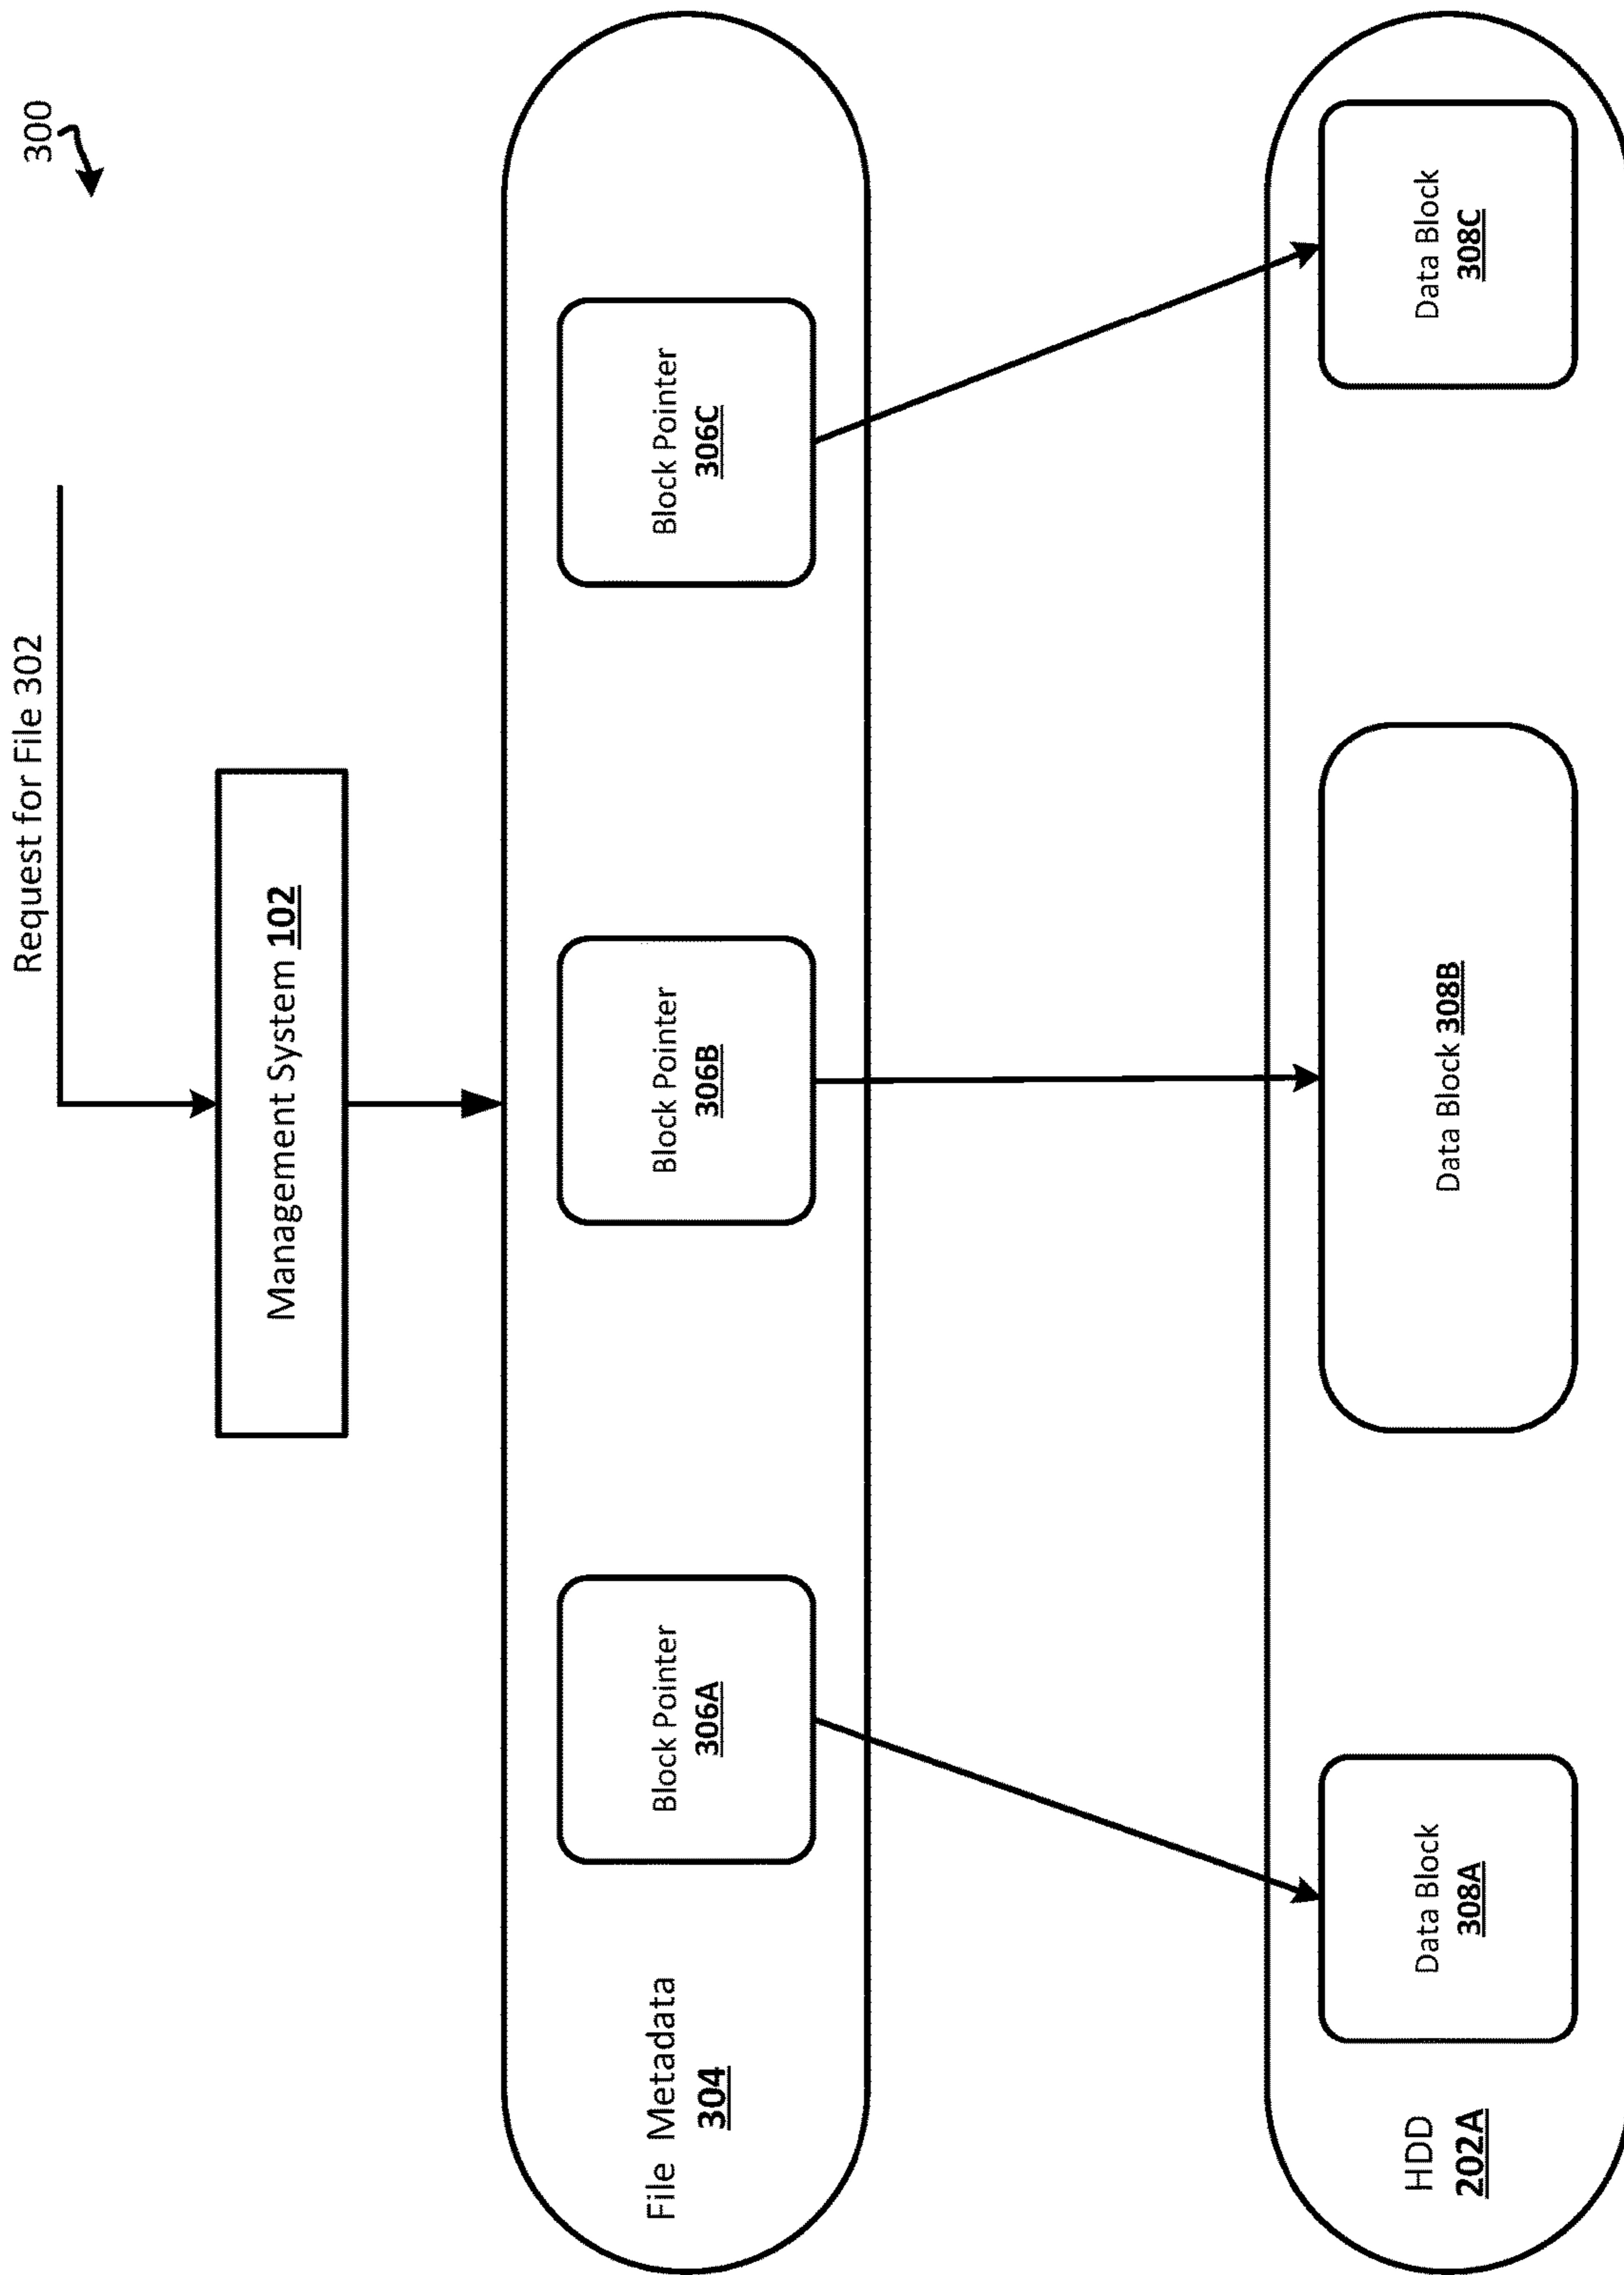 300
Request for File 302
Management System 102
File Metadata
304
Block Pointer
306A
Block Pointer
306B
Block Pointer
306C
HDD
202A
Data Block
308A
Data Block 308B
Data Block
308C